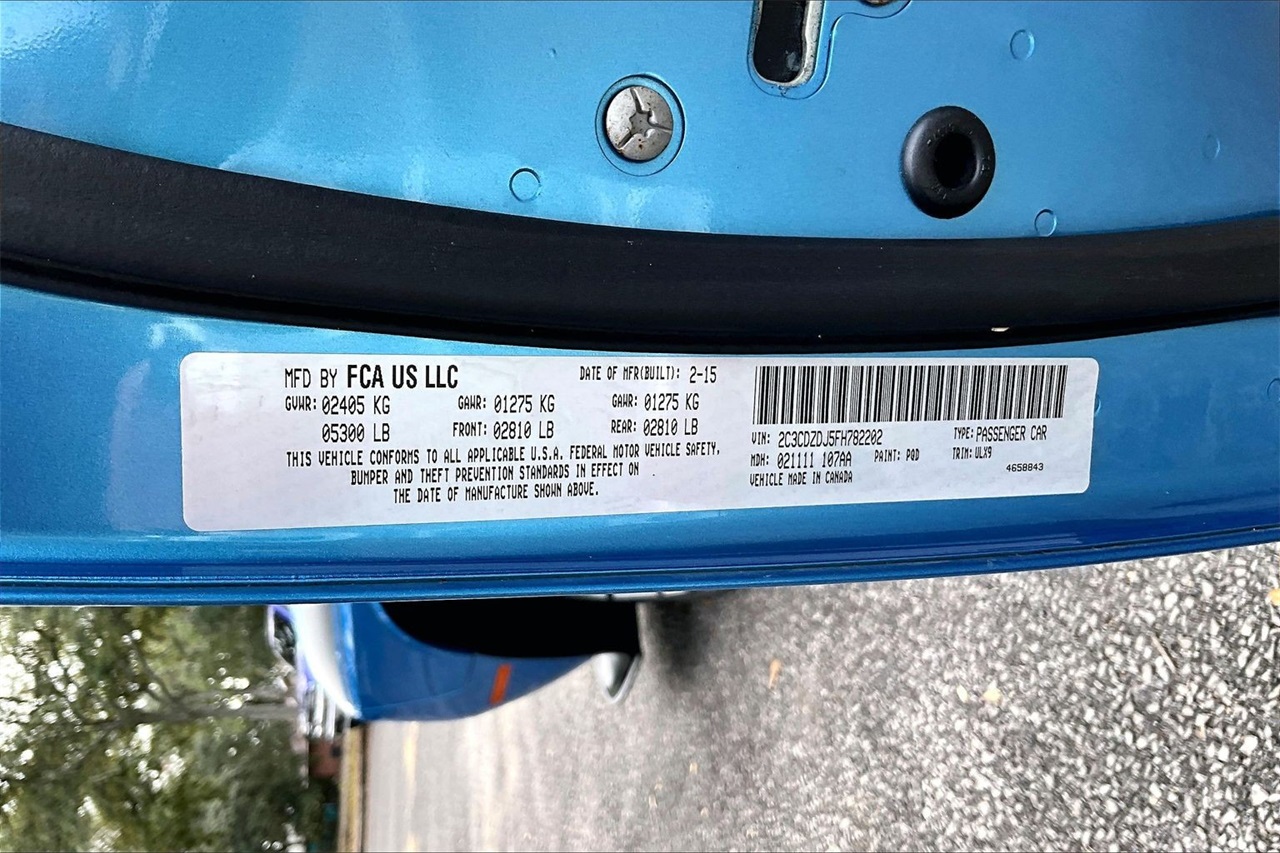 MFD BY FCA US LLC DATE OF MFR(BUILT): 2-15
GVWR: 02405 KG GAWR: 01275 KG GAWR: 01275 KG
05300 LB FRONT: 02810 LB REAR: 02810 LB
THIS VEHICLE CONFORMS TO ALL APPLICABLE U.S.A. FEDERAL MOTOR VEHICLE SAFETY,
BUMPER AND THEFT PREVENTION STANDARDS IN EFFECT ON
THE DATE OF MANUFACTURE SHOWN ABOVE.
VIN: 2C3CDZDJ5FH782202 TYPE: PASSENGER CAR
MDH: 021111 107AA PAINT: PQD TRIM: ULX9
VEHICLE MADE IN CANADA 4658843